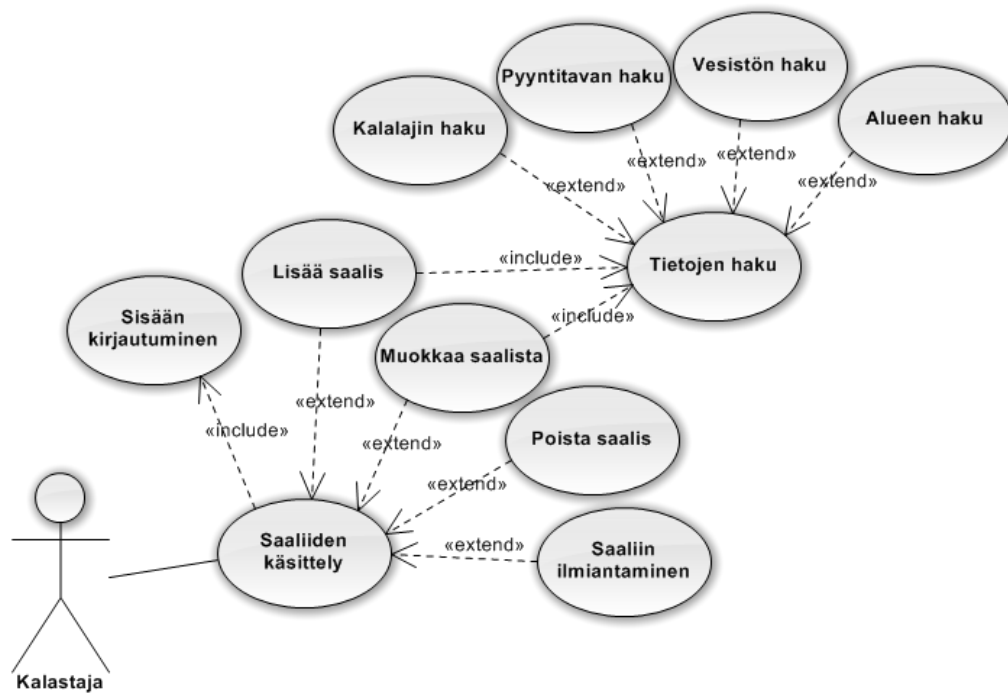 Vesistön haku
Pyyntitavan haku
Alueen haku
Kalalajin haku
«extend»
«extend»
«extend»
«extend»
Tietojen haku
Lisää saalis
«include»
Sisään
kirjautuminen
«include»
Muokkaa saalista
«extend»
«include»
«extend»
Poista saalis
«extend»
Saaliiden
käsittely
«extend»
Saaliin
ilmiantaminen
Kalastaja